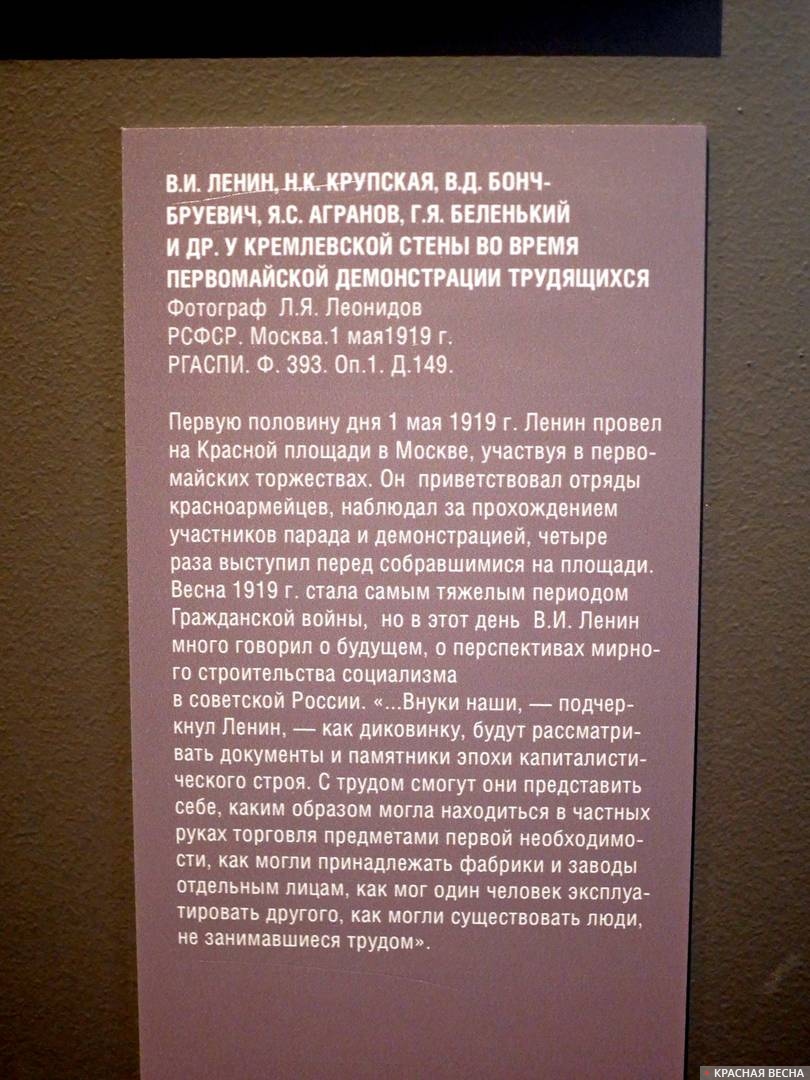 В.И. ЛЕНИН, Н.К. КРУПСКАЯ, В.Д. БОНЧ-
БРУЕВИЧ, Я.С. АГРАНОВ, Г.Я. БЕЛЕНЬКИЙ
И ДР. У КРЕМЛЕВСКОЙ СТЕНЫ ВО ВРЕМЯ
ПЕРВОМАЙСКОЙ ДЕМОНСТРАЦИИ ТРУДЯЩИХСЯ
Фотограф Л.Я. Леонидов
РСФСР. Москва.1 мая1919 г.
РГАСПИ. Ф. 393. Оп.1. Д.149.
Первую половину дня 1 мая 1919 г. Ленин провел
на Красной площади в Москве, участвуя в перво-
майских торжествах. Он приветствовал отряды
красноармейцев, наблюдал за прохождением
участников парада и демонстрацией, четыре
раза выступил перед собравшимися на площади.
Весна 1919 г. стала самым тяжелым периодом
Гражданской войны, но в этот день В.И. Ленин
много говорил о будущем, о перспективах мирно-
го строительства социализма
в советской России. «...Внуки наши, — подчер-
кнул Ленин, — как диковинку, будут рассматри-
вать документы и памятники эпохи капиталисти-
ческого строя. С трудом смогут они представить
себе, каким образом могла находиться в частных
руках торговля предметами первой необходимо-
сти, как могли принадлежать фабрики и заводы
отдельным лицам, как мог один человек эксплуа-
тировать другого, как могли существовать люди,
не занимавшиеся трудом».
КРАСНАЯ ВЕСНА